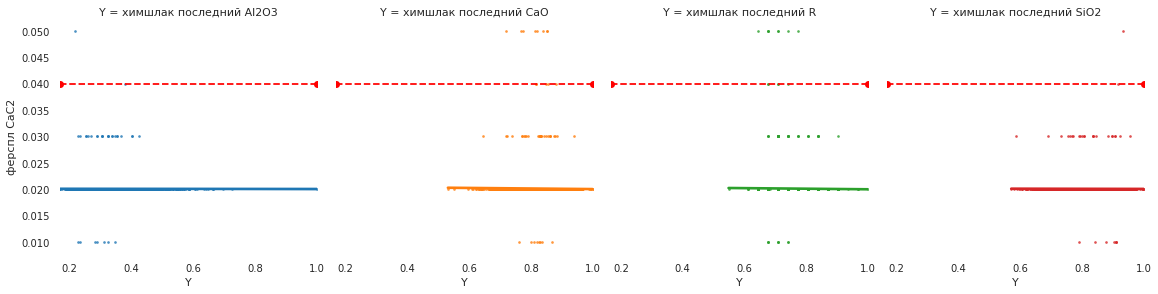 Y = химшлак последний Al2O3
Y = химшлак последний CaO
Y = химшлак последний R
Y = химшлак последний SiO2
ферспл CaC2
0.050
0.045
0.040
0.035
0.030
0.025
0.020
0.015
0.010
0.2 0.4 0.6 0.8 1.0
0.2 0.4 0.6 0.8 1.0
0.2 0.4 0.6 0.8 1.0
0.2 0.4 0.6 0.8 1.0
Y
Y
Y
Y